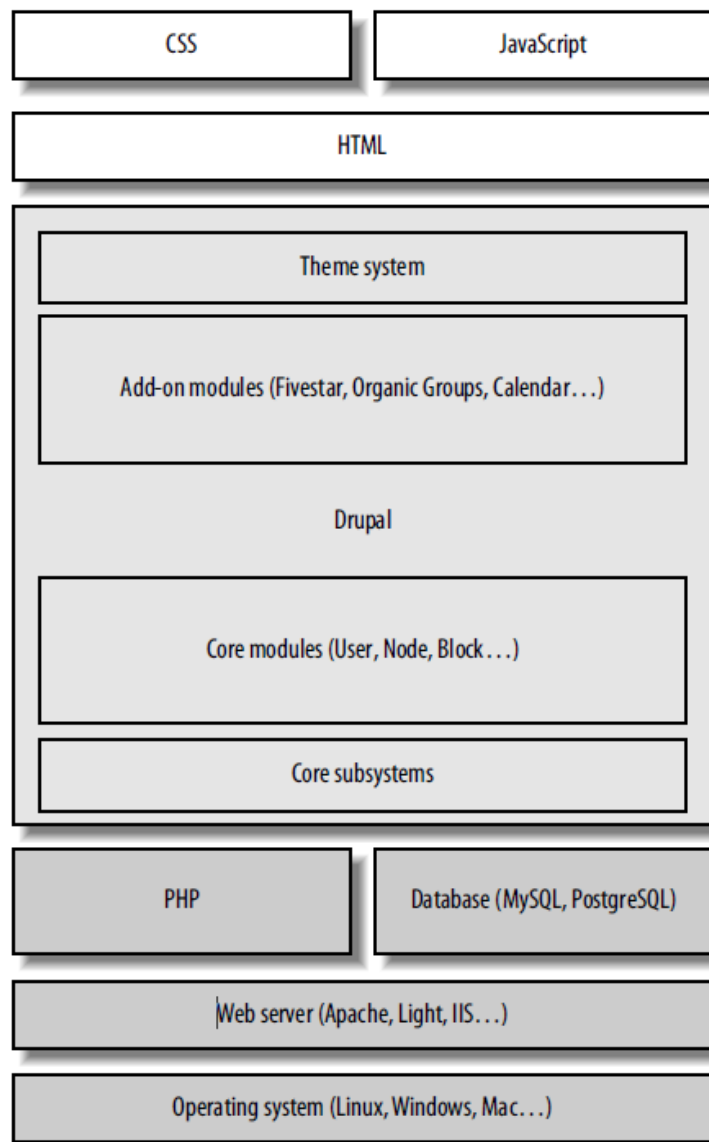 CSS
JavaScript
HTML
Theme system
Add-on modules (Fivestar, Organic Groups, Calendar…)
Drupal
Core modules (User, Node, Block…)
Core subsystems
PHP
Database (MySQL, PostgreSQL)
Web server (Apache, Light, IIS…)
Operating system (Linux, Windows, Mac…)